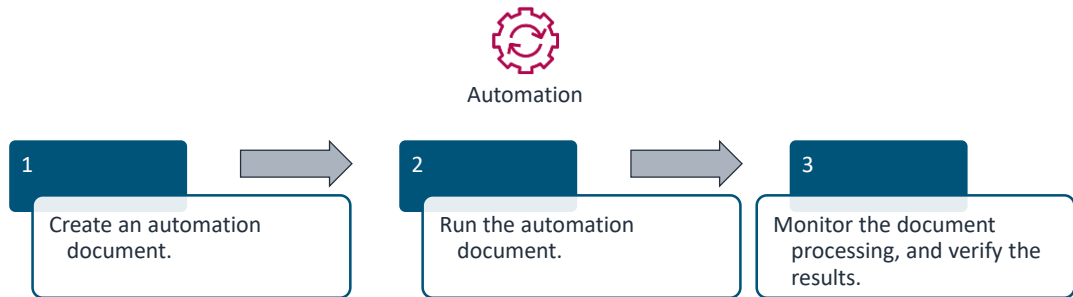 Automation
1
Create an automation
document.
2
Run the automation
document.
3
Monitor the document
processing, and verify the
results.